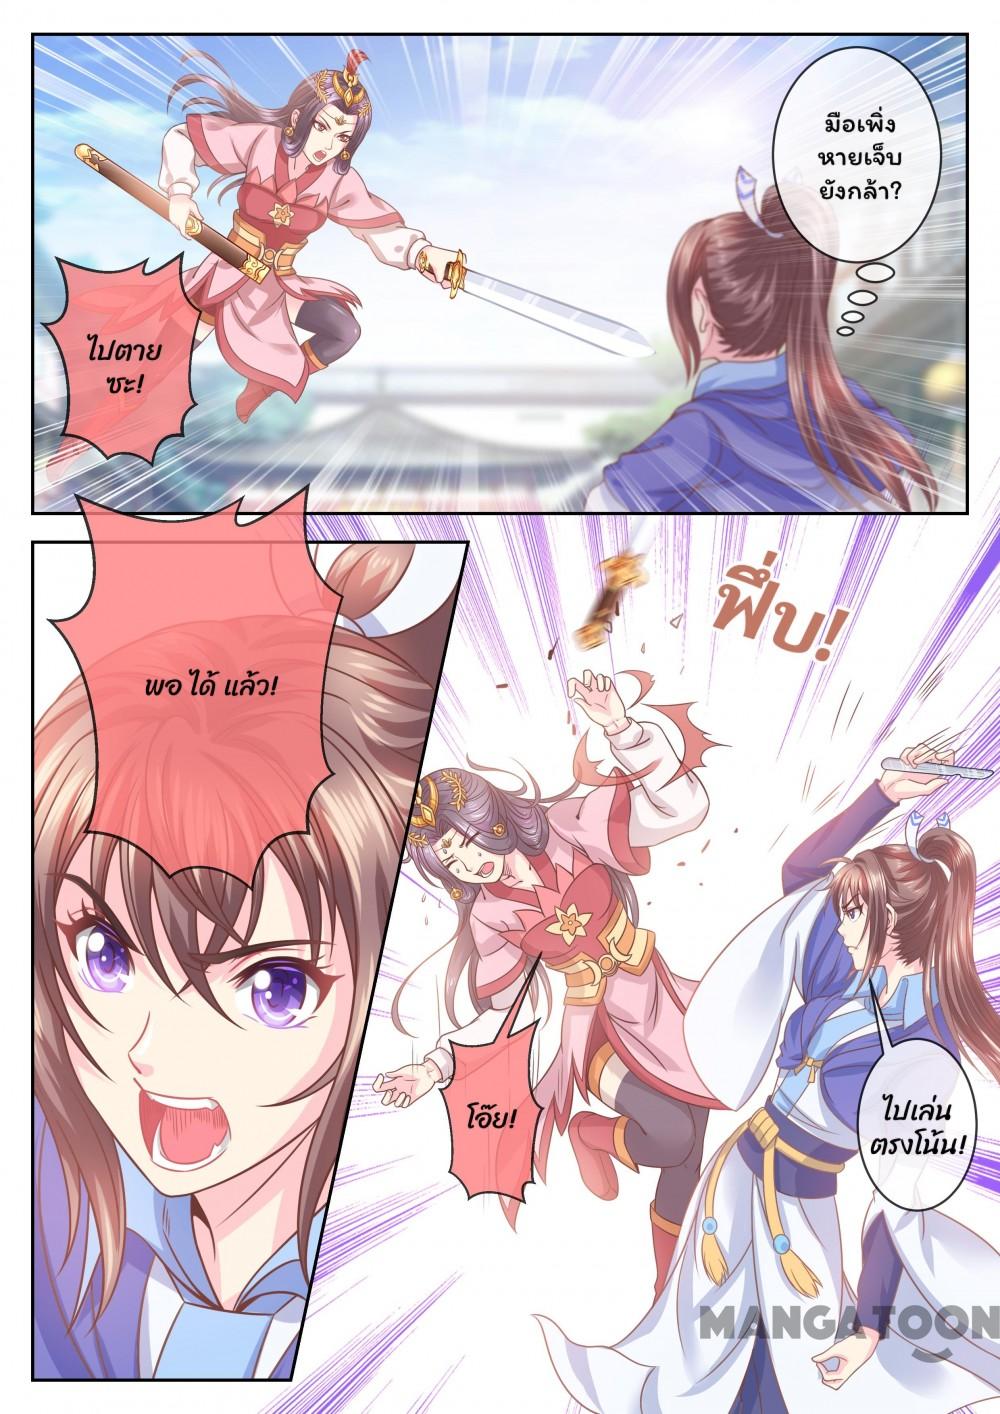 มือเพิ่ง
หายเจ็บ
ยังกล้า?
ไปตาย
ซะ!
พอ ได้ แล้ว!
ฟึ่บ!
โอ๊ย!
ไปเล่น
ตรงโน้น!
MANGATOON